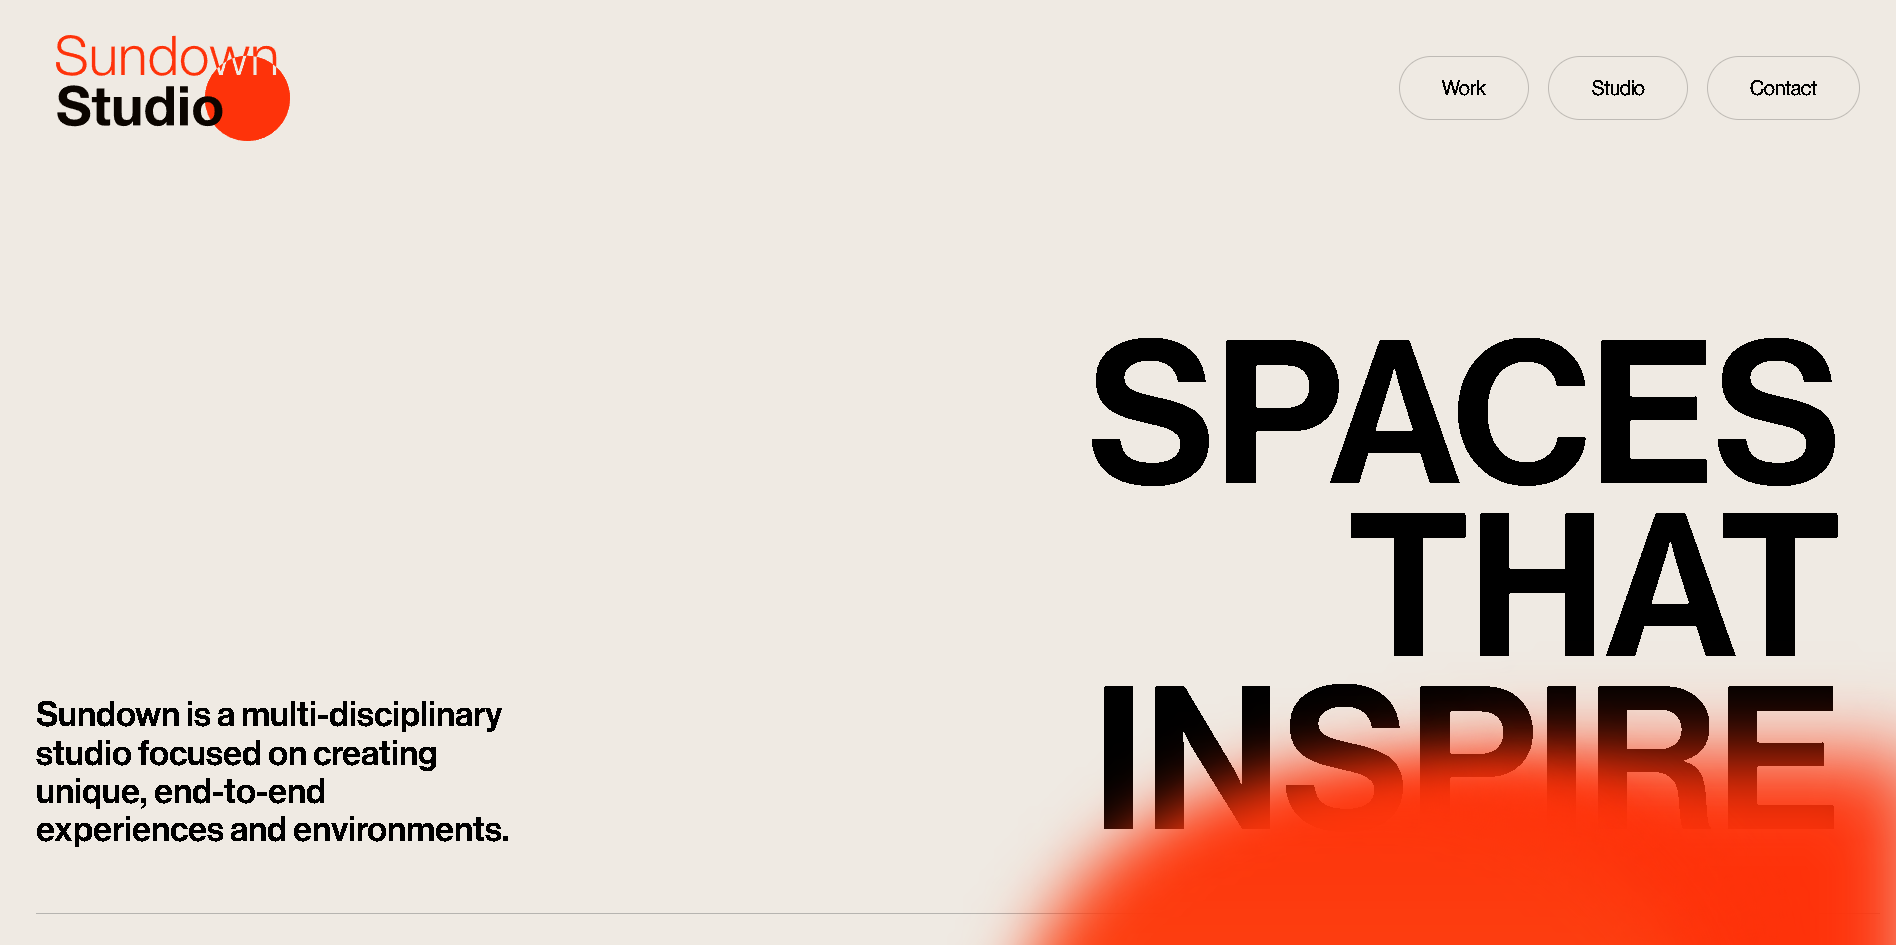 Sundown
Studio
Work
Studio
Contact
SPACES
THAT
INSPIRE
Sundown is a multi-disciplinary
studio focused on creating
unique, end-to-end
experiences and environments.